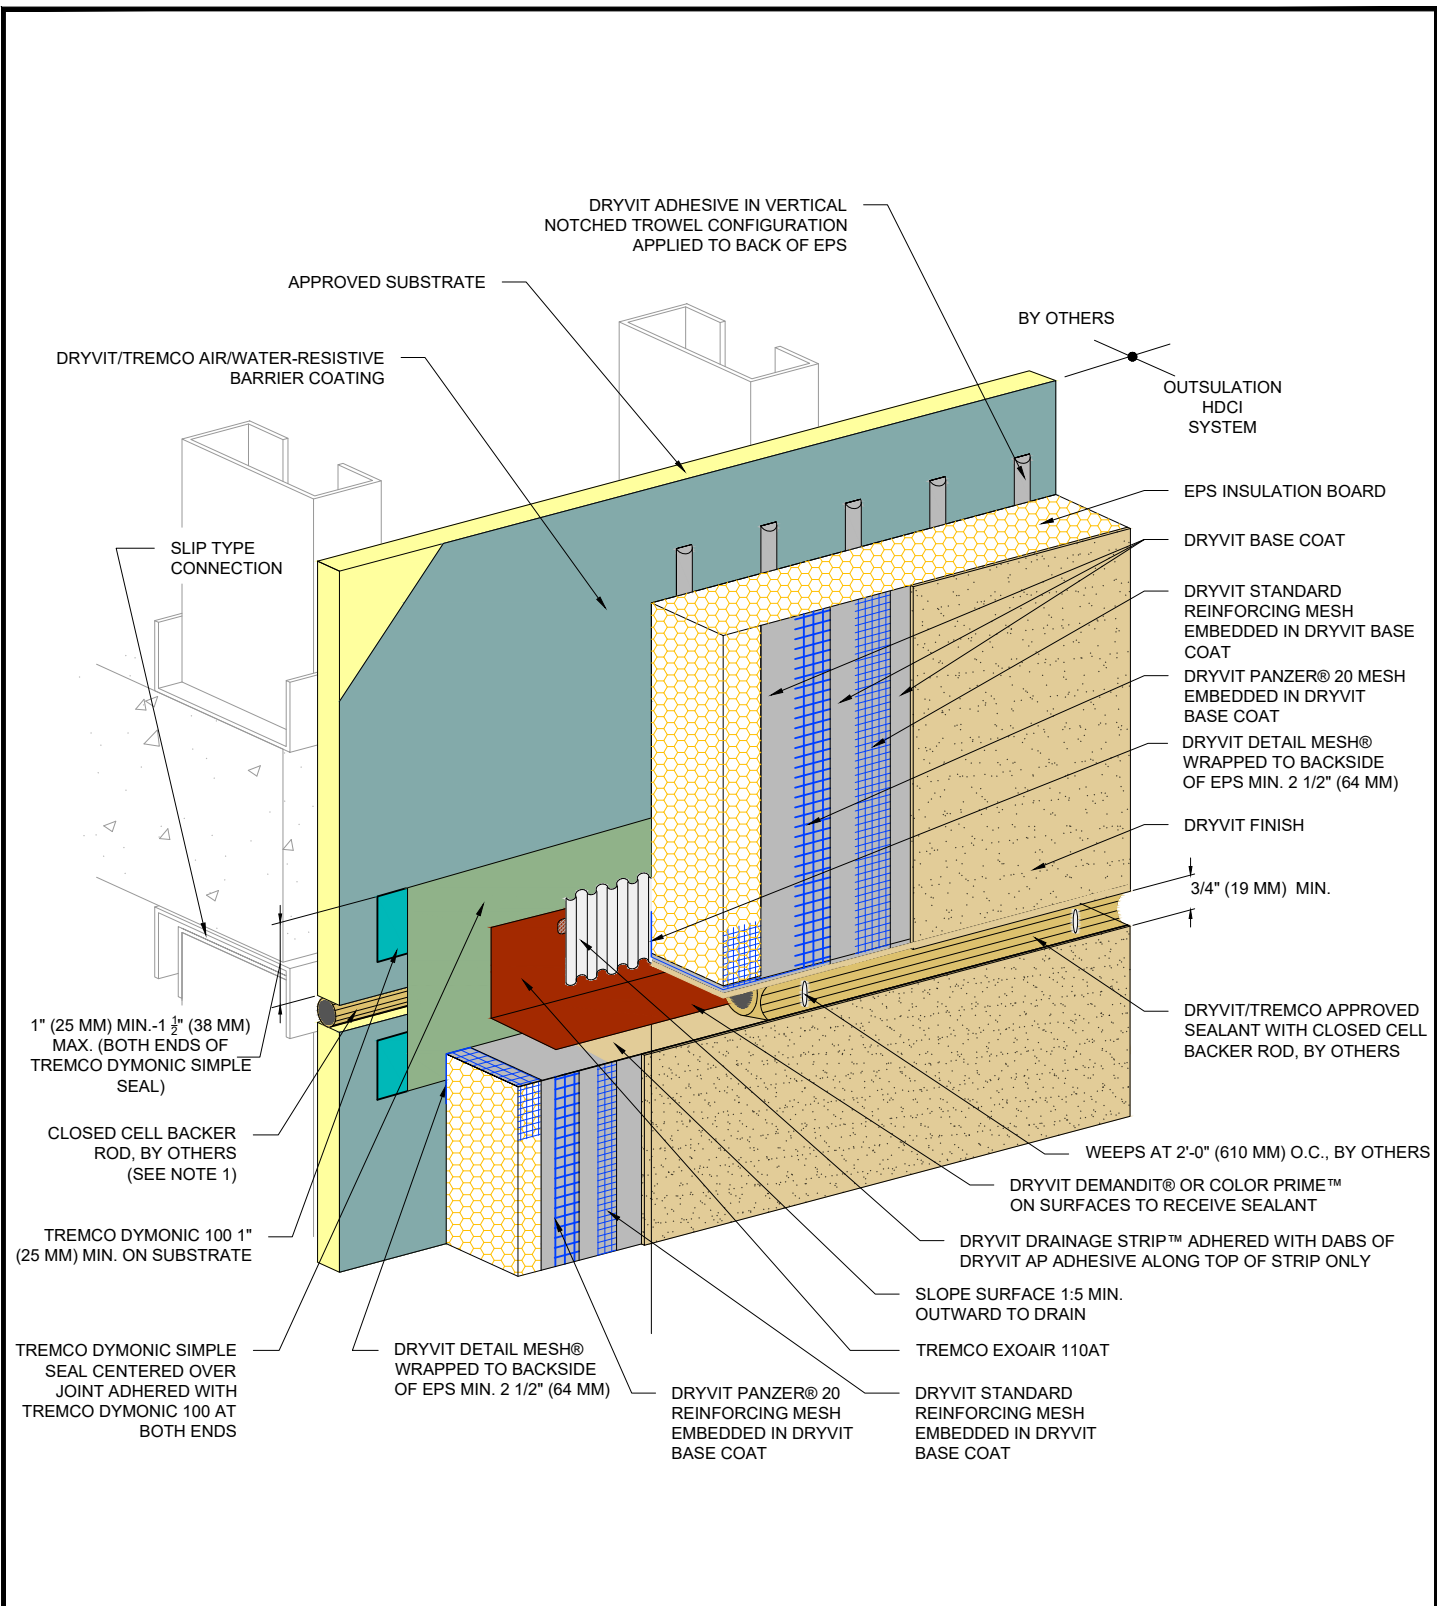 DRYVIT ADHESIVE IN VERTICAL
NOTCHED TROWEL CONFIGURATION
APPLIED TO BACK OF EPS
APPROVED SUBSTRATE
BY OTHERS
DRYVIT/TREMCO AIR/WATER-RESISTIVE
BARRIER COATING
OUTSULATION
HDCI
SYSTEM
EPS INSULATION BOARD
DRYVIT BASE COAT
SLIP TYPE
CONNECTION
DRYVIT STANDARD
REINFORCING MESH
EMBEDDED IN DRYVIT BASE
COAT
DRYVIT PANZER® 20 MESH
EMBEDDED IN DRYVIT
BASE COAT
DRYVIT DETAIL MESH®
WRAPPED TO BACKSIDE
OF EPS MIN. 2 1/2" (64 MM)
DRYVIT FINISH
3/4" (19 MM) MIN.
DRYVIT/TREMCO APPROVED
SEALANT WITH CLOSED CELL
BACKER ROD, BY OTHERS
1" (25 MM) MIN.-1 1/2" (38 MM)
MAX. (BOTH ENDS OF
TREMCO DYMONIC SIMPLE
SEAL)
CLOSED CELL BACKER
ROD, BY OTHERS
(SEE NOTE 1)
WEEPS AT 2'-0" (610 MM) O.C., BY OTHERS
DRYVIT DEMANDIT® OR COLOR PRIME™
ON SURFACES TO RECEIVE SEALANT
TREMCO DYMONIC 100 1"
(25 MM) MIN. ON SUBSTRATE
DRYVIT DRAINAGE STRIP™ ADHERED WITH DABS OF
DRYVIT AP ADHESIVE ALONG TOP OF STRIP ONLY
SLOPE SURFACE 1:5 MIN.
OUTWARD TO DRAIN
TREMCO EXOAIR 110AT
TREMCO DYMONIC SIMPLE
SEAL CENTERED OVER
JOINT ADHERED WITH
TREMCO DYMONIC 100 AT
BOTH ENDS
DRYVIT DETAIL MESH®
WRAPPED TO BACKSIDE
OF EPS MIN. 2 1/2" (64 MM)
DRYVIT PANZER® 20
REINFORCING MESH
EMBEDDED IN DRYVIT
BASE COAT
DRYVIT STANDARD
REINFORCING MESH
EMBEDDED IN DRYVIT
BASE COAT